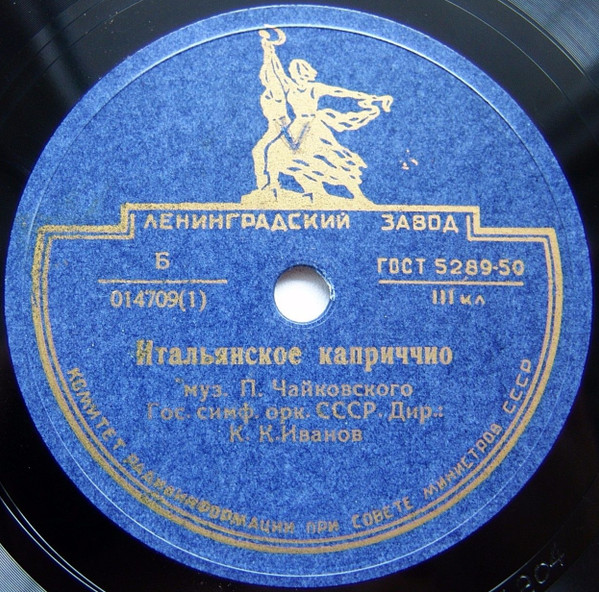 ЛЕНИНГРАДСКИЙ ЗАВОД
Б
014709(1)
ГОСТ 5289-50
III кл
Итальянское каприччио
муз. П. Чайковского
Гос. симф. орк. СССР. Дир.:
К. К. Иванов
КОМИТЕТ РАДИОИНФОРМАЦИИ ПРИ СОВЕТЕ МИНИСТРОВ СССР